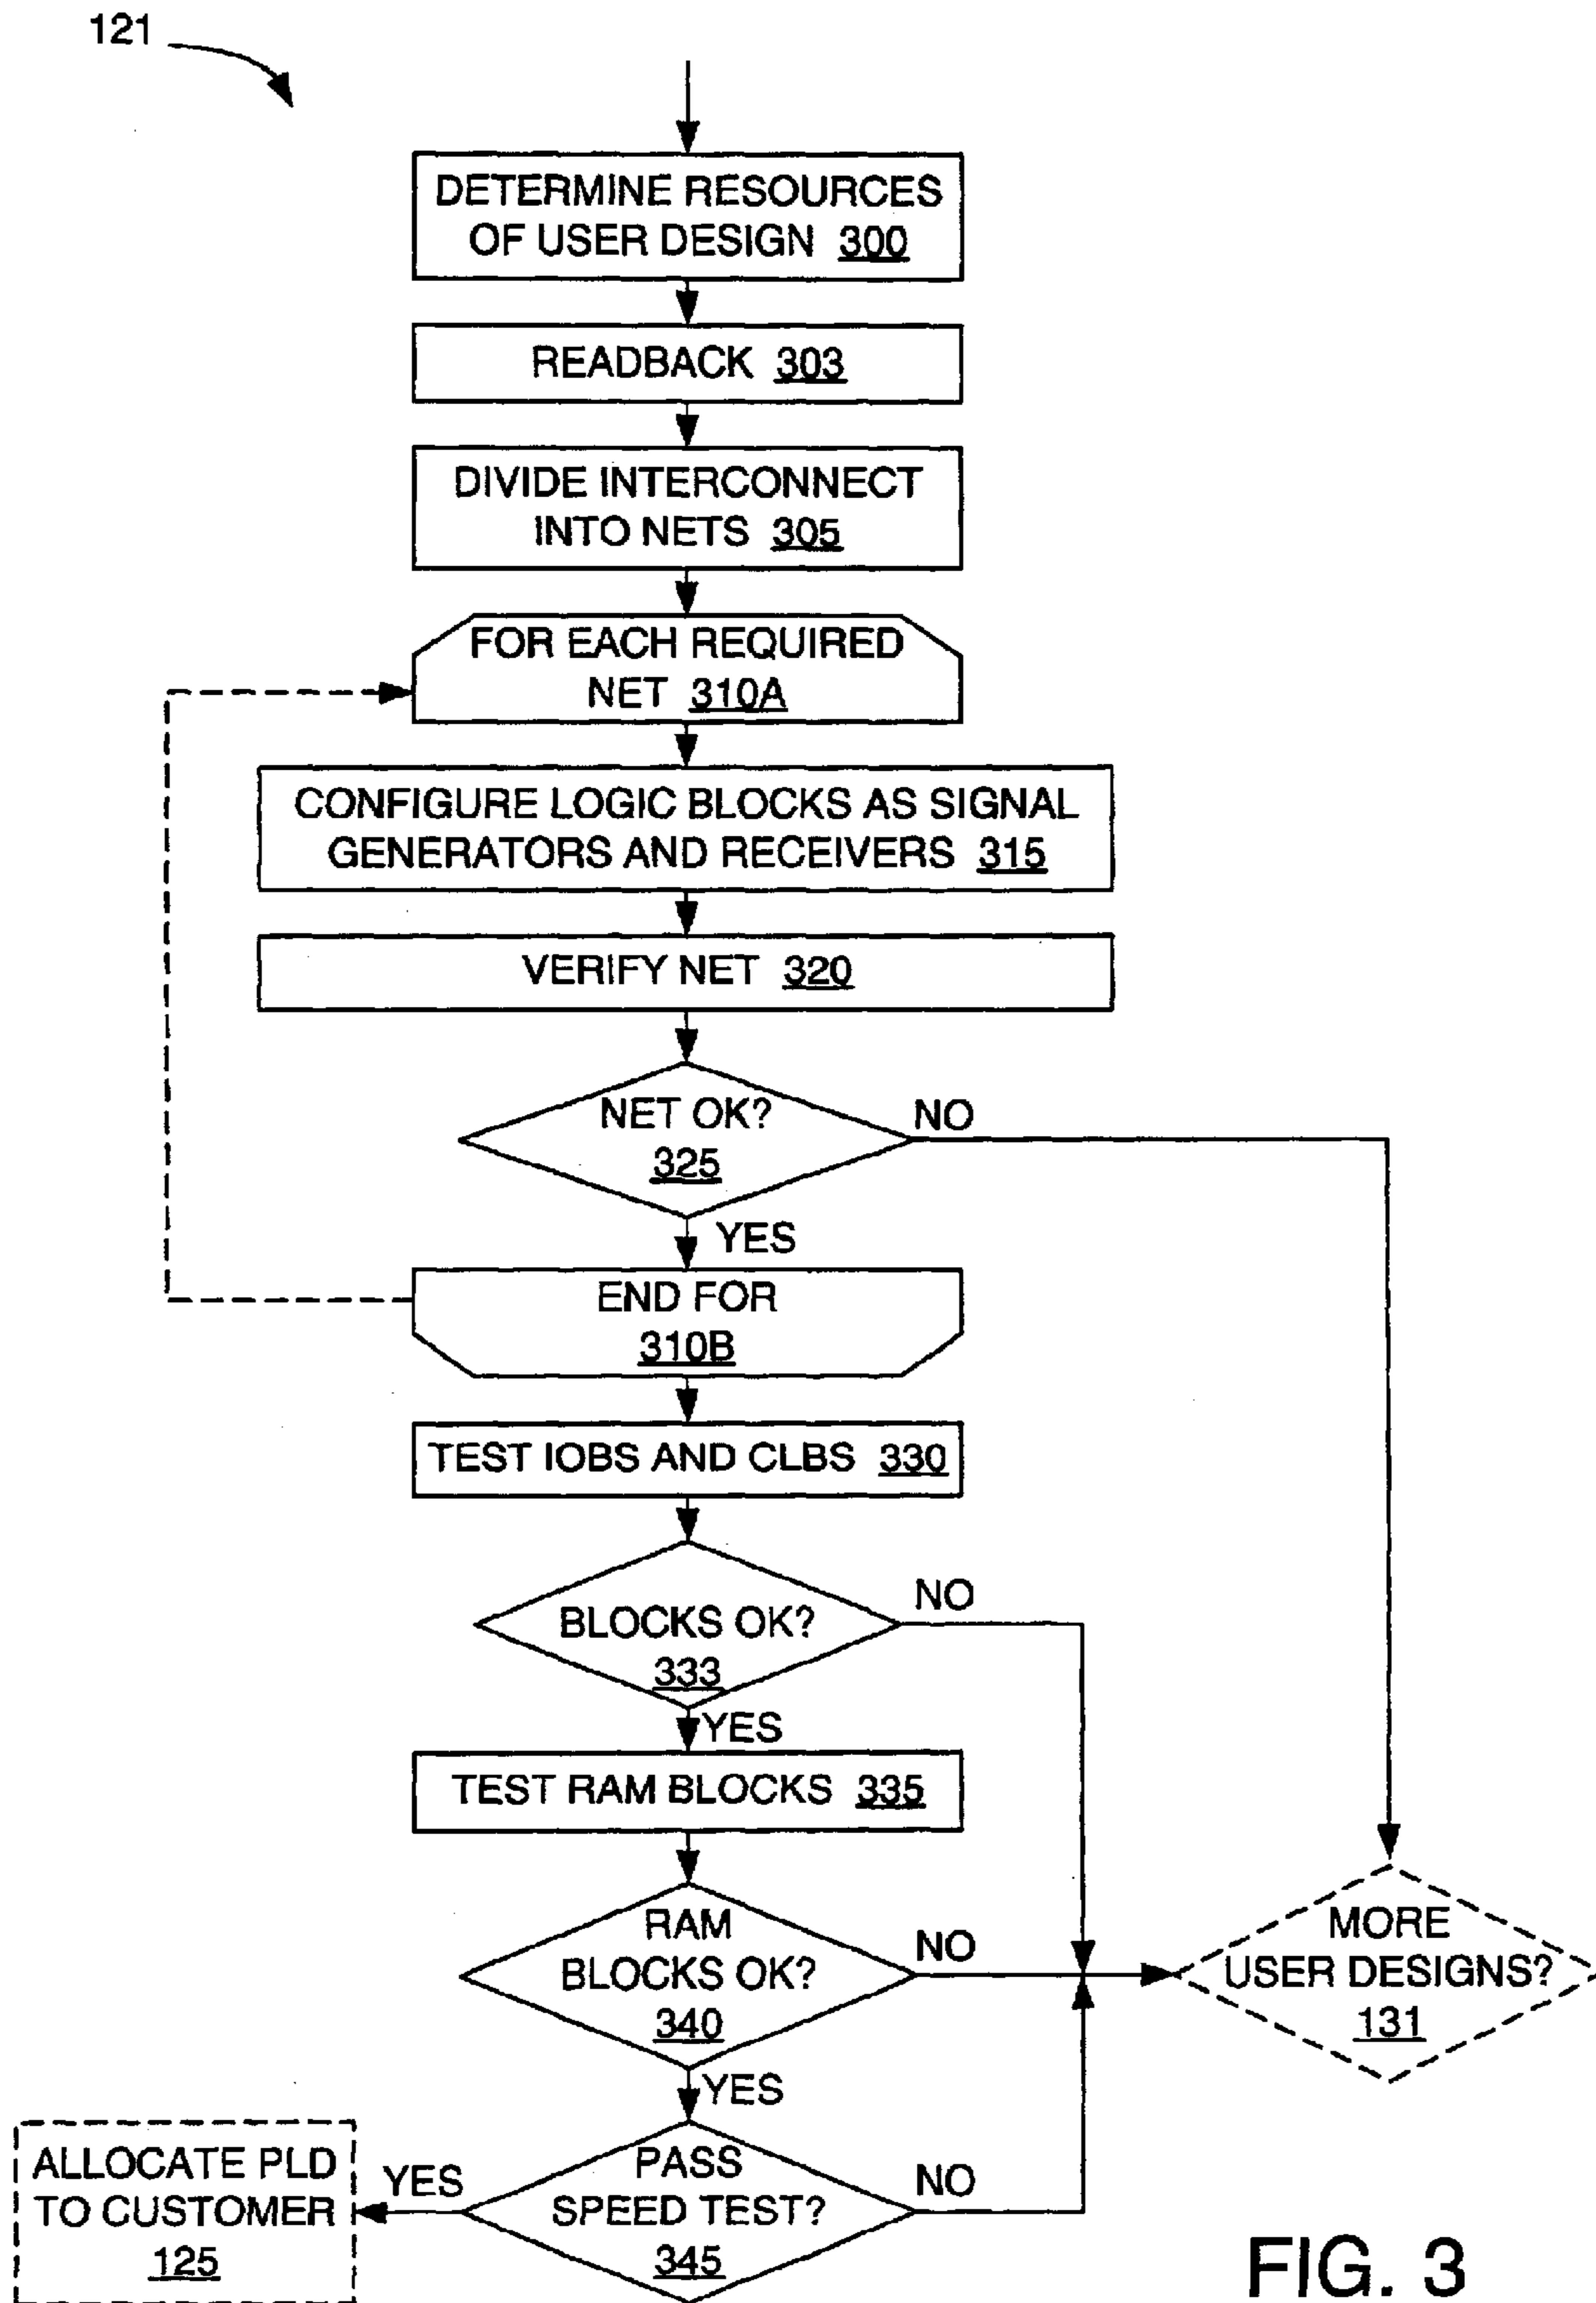 121
DETERMINE RESOURCES
OF USER DESIGN 300
READBACK 303
DIVIDE INTERCONNECT
INTO NETS 305
FOR EACH REQUIRED
NET 310A
CONFIGURE LOGIC BLOCKS AS SIGNAL
GENERATORS AND RECEIVERS 315
VERIFY NET 320
NET OK?
325
NO
YES
END FOR
310B
TEST IOBS AND CLBS 330
BLOCKS OK?
333
NO
YES
TEST RAM BLOCKS 335
RAM
BLOCKS OK?
340
NO
MORE
USER DESIGNS?
131
YES
PASS
SPEED TEST?
345
YES
NO
ALLOCATE PLD
TO CUSTOMER
125
FIG. 3